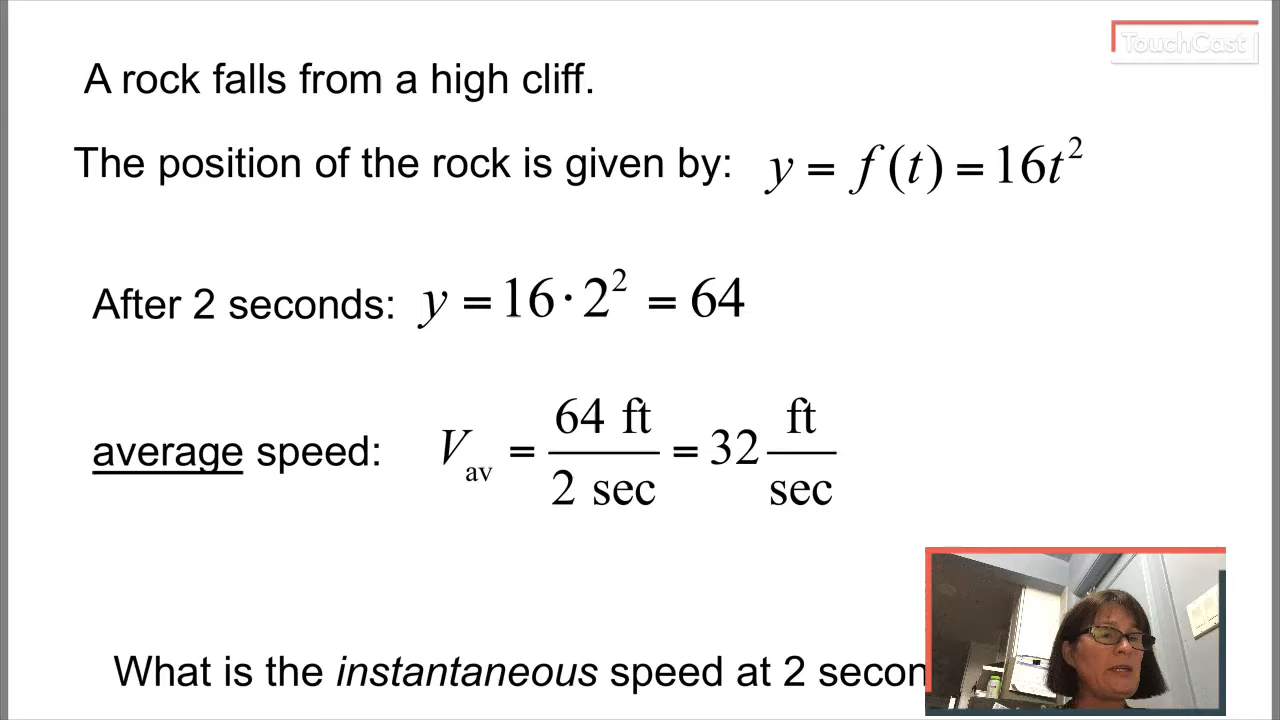 TouchCast
A rock falls from a high cliff.
The position of the rock is given by: y = f(t) = 16t²
After 2 seconds: y = 16 · 2² = 64
average speed: V_av = 64 ft / 2 sec = 32 ft / sec
What is the instantaneous speed at 2